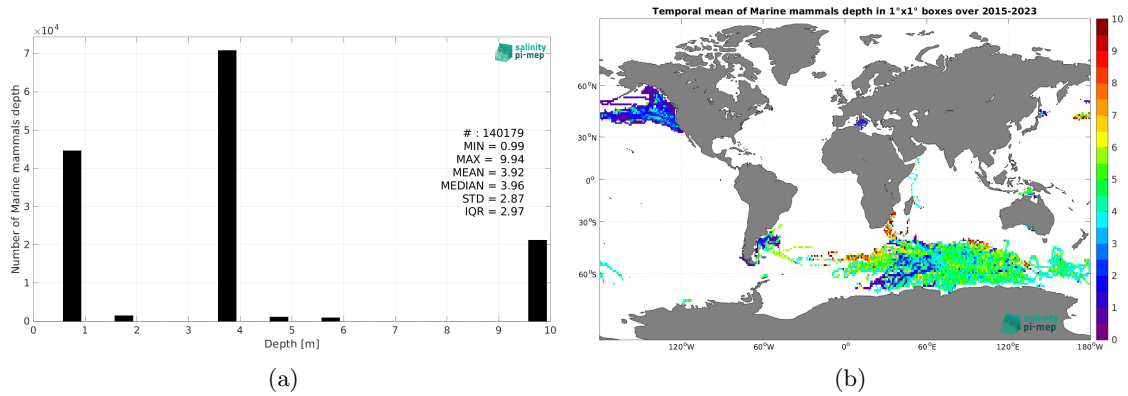 ×10⁴
7
6
5
4
3
2
1
0
Number of Marine mammals depth
salinity
pi-mep
# : 140179
MIN = 0.99
MAX = 9.94
MEAN = 3.92
MEDIAN = 3.96
STD = 2.87
IQR = 2.97
0 1 2 3 4 5 6 7 8 9 10
Depth [m]
(a)
Temporal mean of Marine mammals depth in 1°x1° boxes over 2015-2023
60°N
30°N
0°
30°S
60°S
salinity
pi-mep
120°W 60°W 0° 60°E 120°E 180°W
10
9
8
7
6
5
4
3
2
1
0
(b)